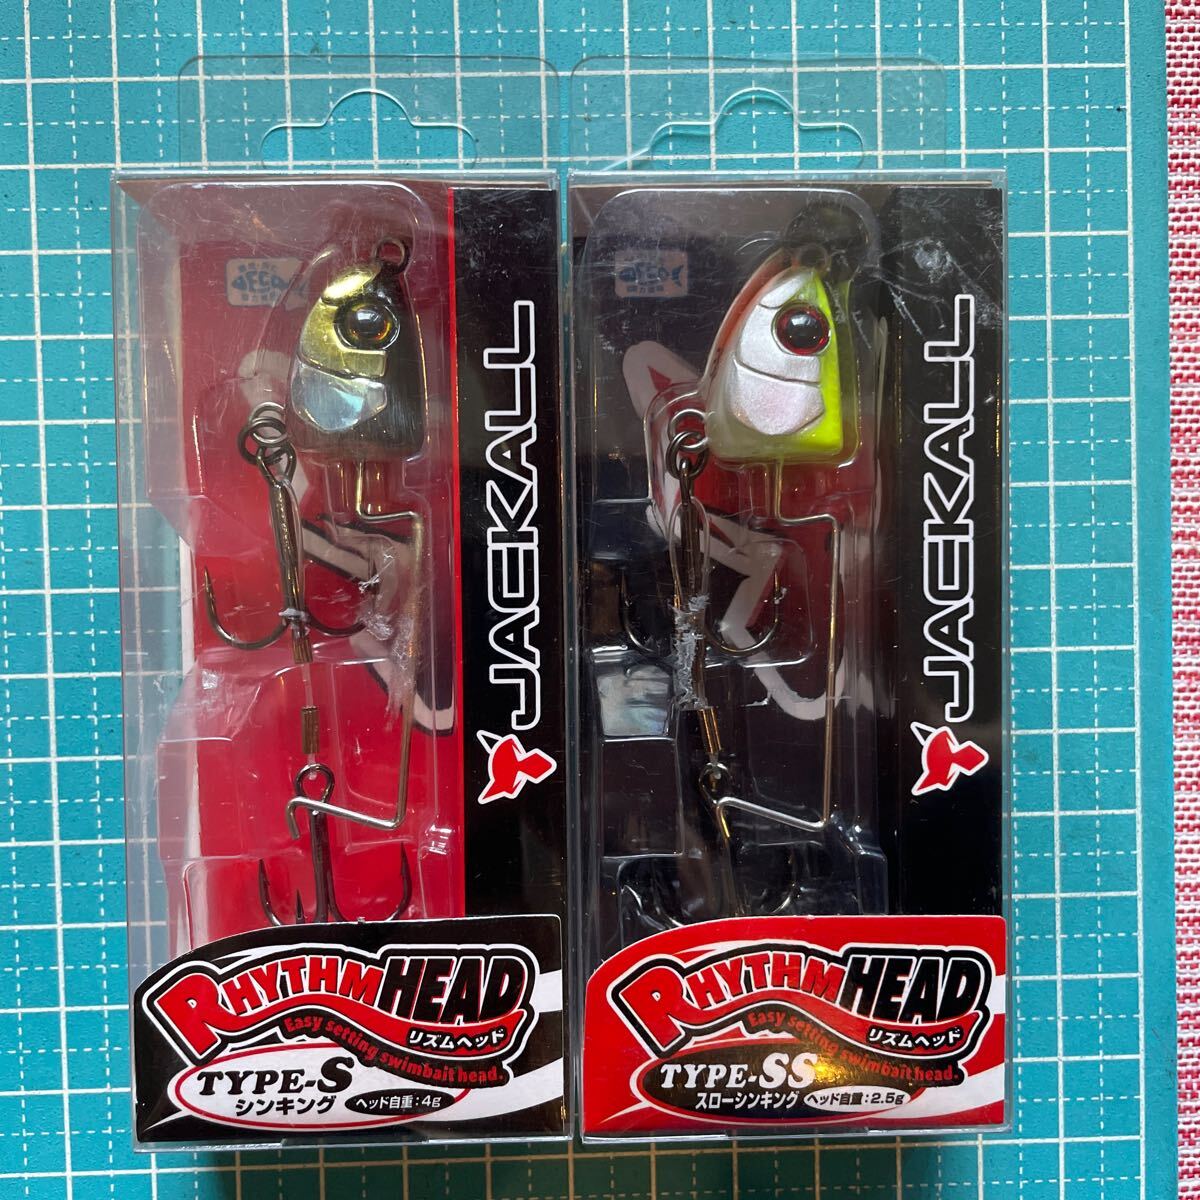 JACKALL
RHYTHMHEAD
リズムヘッド
Easy setting swimbait head.
TYPE-S
シンキング
ヘッド自重:4g
JACKALL
RHYTHMHEAD
リズムヘッド
Easy setting swimbait head.
TYPE-SS
スローシンキング
ヘッド自重:2.5g